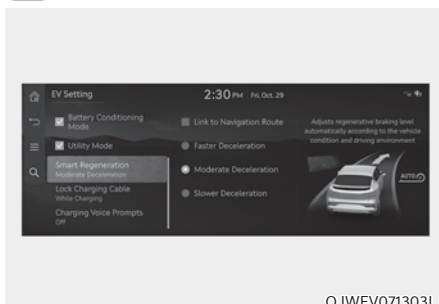 EV Setting
2:30 PM Fri, Oct. 29
Battery Conditioning
Mode
Utility Mode
Smart Regeneration
Moderate Deceleration
Lock Charging Cable
While Charging
Charging Voice Prompts
Off
Link to Navigation Route
Faster Deceleration
Moderate Deceleration
Slower Deceleration
Adjusts regenerative braking level
automatically according to the vehicle
condition and driving environment
AUTO